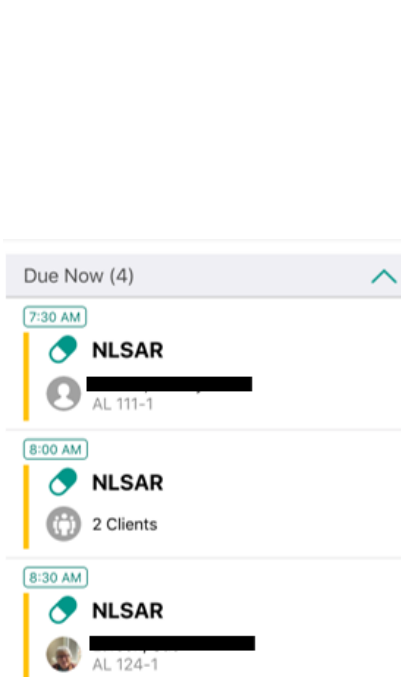 Due Now (4)
7:30 AM
NLSAR
AL 111-1
8:00 AM
NLSAR
2 Clients
8:30 AM
NLSAR
AL 124-1